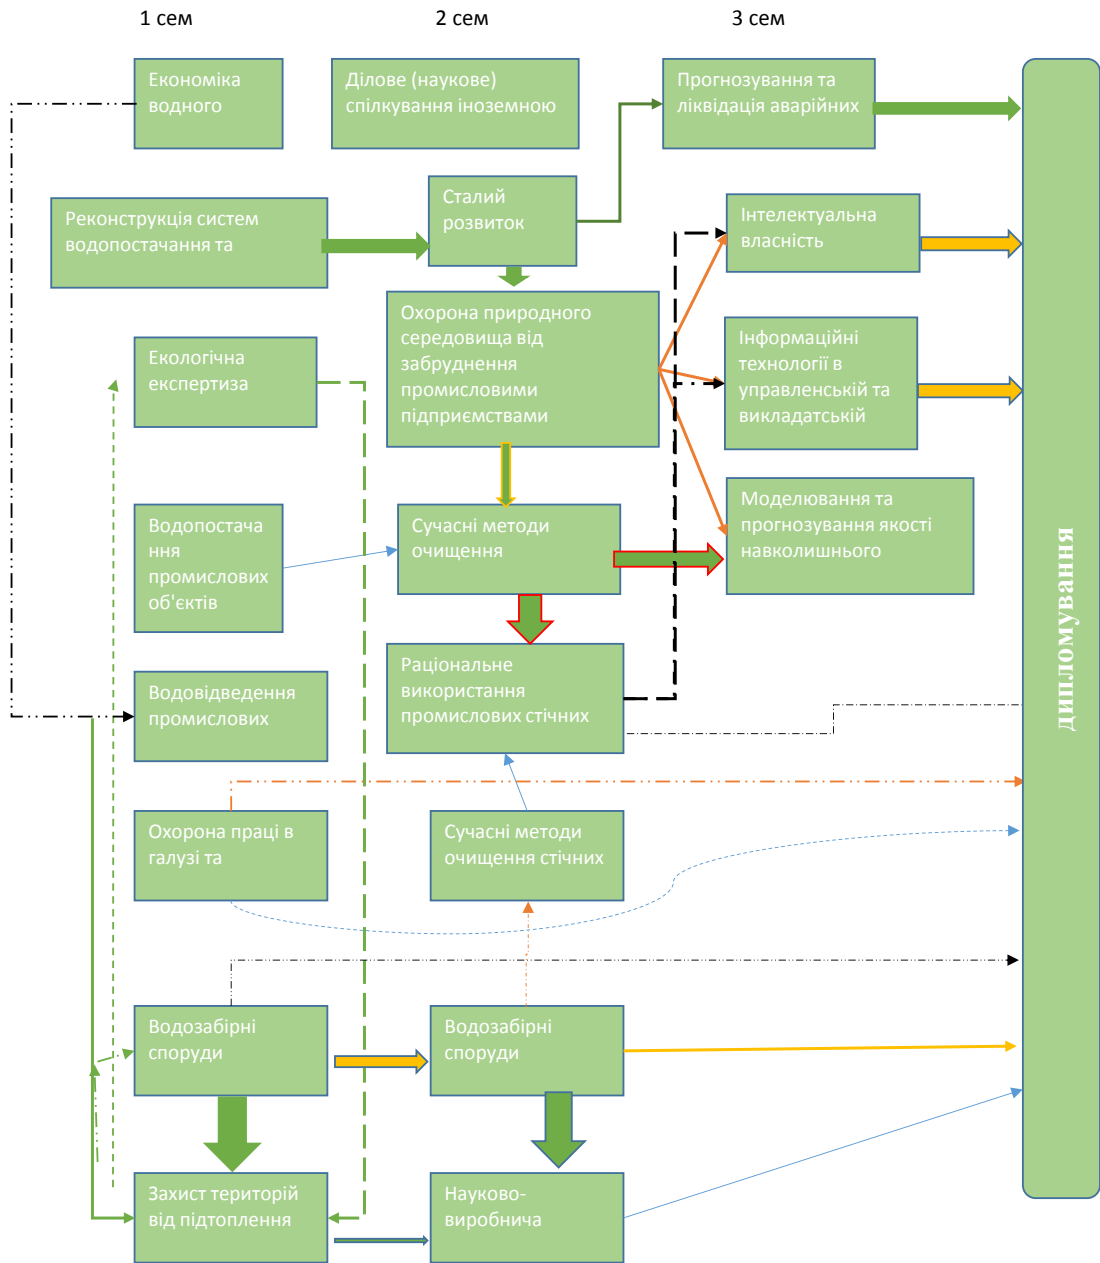 1 сем
2 сем
3 сем
Економіка
водного
Ділове (наукове)
спілкування іноземною
Прогнозування та
ліквідація аварійних
Реконструкція систем
водопостачання та
Сталий
розвиток
Інтелектуальна
власність
Охорона природного
середовища від
забруднення
промисловими
підприємствами
Екологічна
експертиза
Інформаційні
технології в
управленській та
викладатській
Водопостача
ння
промислових
об'єктів
Сучасні методи
очищення
Моделювання та
прогнозування якості
навколишнього
Водовідведення
промислових
Раціональне
використання
промислових стічних
Охорона праці в
галузі та
Сучасні методи
очищення стічних
Водозабірні
споруди
Водозабірні
споруди
Захист територій
від підтоплення
Науково-
виробнича
дипломування